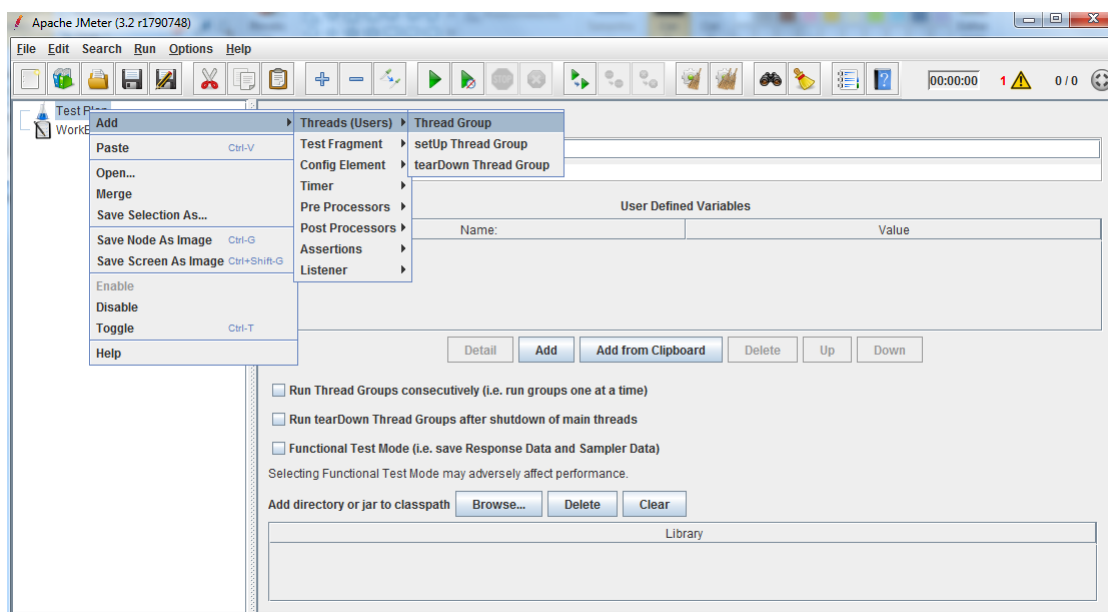 Apache JMeter (3.2 r1790748)
File Edit Search Run Options Help
00:00:00 1 0 / 0
Test Plan
Add Threads (Users) Thread Group
Paste Ctrl-V Test Fragment setUp Thread Group
Open... Config Element tearDown Thread Group
Merge Timer
Save Selection As... Pre Processors User Defined Variables
Save Node As Image Ctrl-G Post Processors Name: Value
Save Screen As Image Ctrl+Shift-G Assertions
Enable Listener
Disable
Toggle Ctrl-T
Help
Detail Add Add from Clipboard Delete Up Down
Run Thread Groups consecutively (i.e. run groups one at a time)
Run tearDown Thread Groups after shutdown of main threads
Functional Test Mode (i.e. save Response Data and Sampler Data)
Selecting Functional Test Mode may adversely affect performance.
Add directory or jar to classpath Browse... Delete Clear
Library